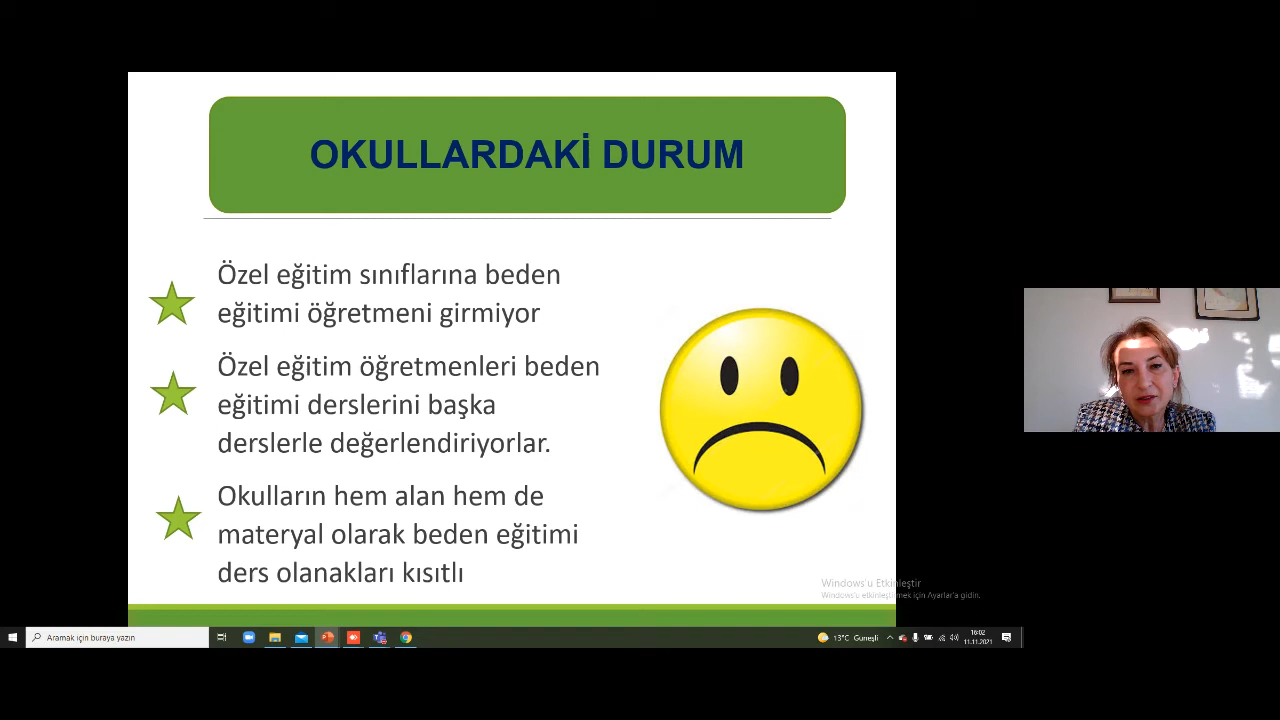 OKULLARDAKİ DURUM
Özel eğitim sınıflarına beden
eğitimi öğretmeni girmiyor
Özel eğitim öğretmenleri beden
eğitimi derslerini başka
derslerle değerlendiriyorlar.
Okulların hem alan hem de
materyal olarak beden eğitimi
ders olanakları kısıtlı
Windows'u Etkinleştir
Windows'u etkinleştirmek için Ayarlar'a gidin.
Aramak için buraya yazın
13°C Güneşli
16:02
11.11.2021